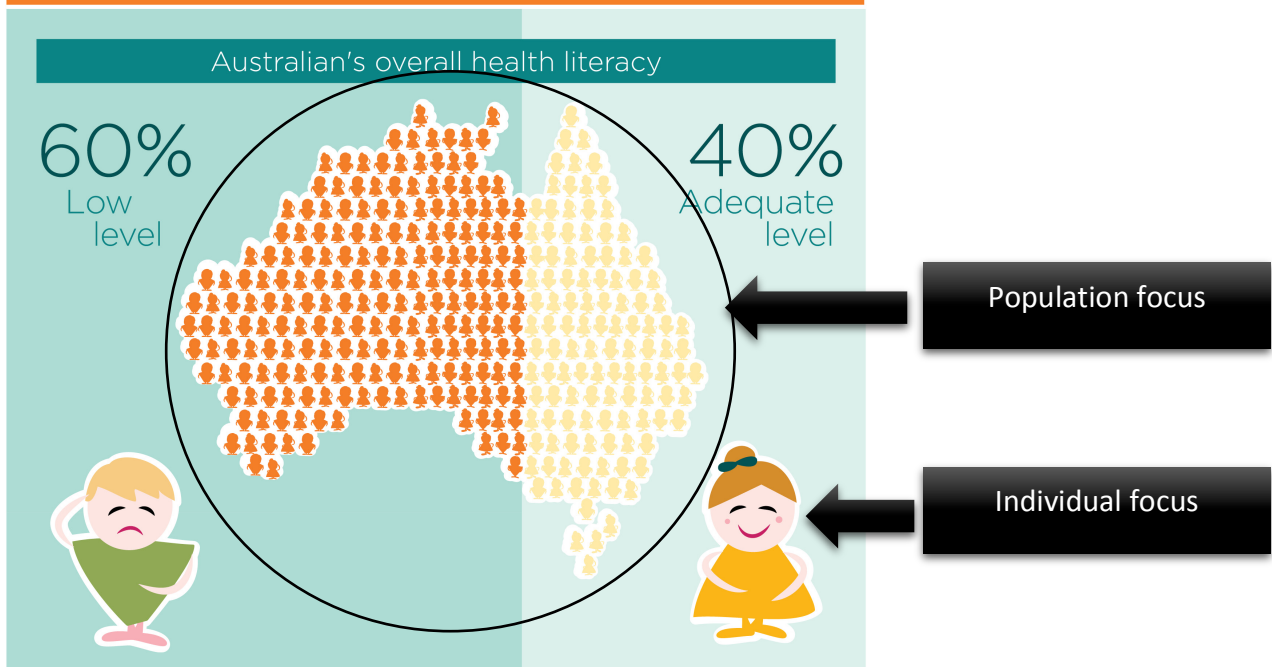 Australian's overall health literacy
60%
Low
level
40%
Adequate
level
Population focus
Individual focus